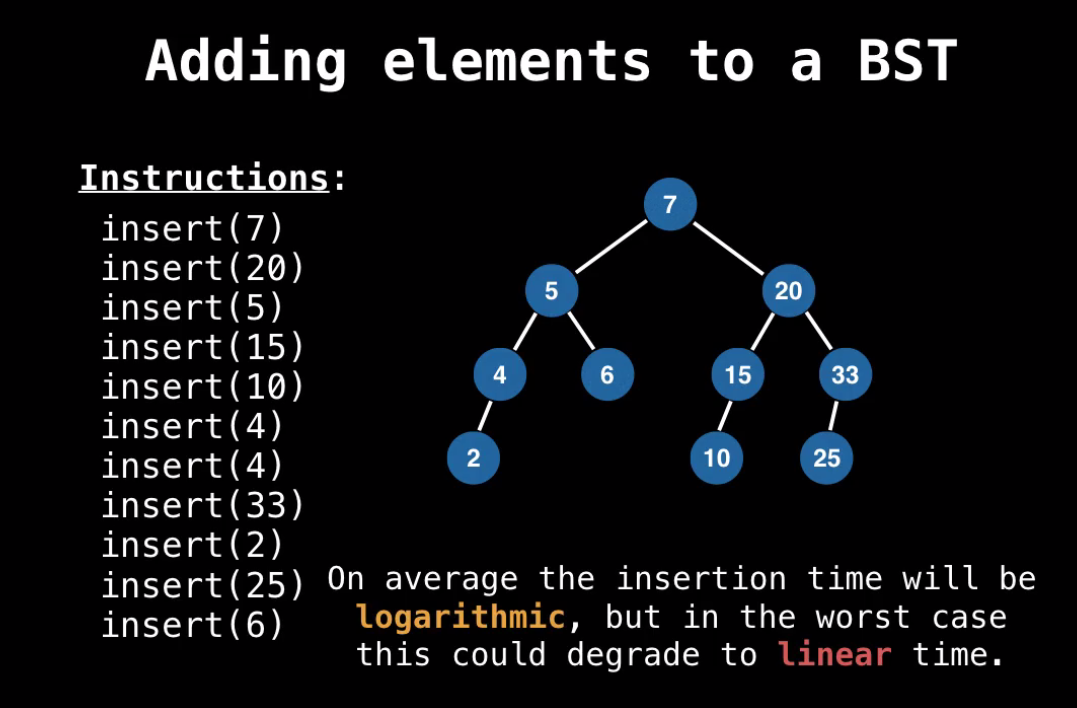 Adding elements to a BST
Instructions:
insert(7)
insert(20)
insert(5)
insert(15)
insert(10)
insert(4)
insert(4)
insert(33)
insert(2)
insert(25)
insert(6)
7
5 20
4 6 15 33
2 10 25
On average the insertion time will be
logarithmic, but in the worst case
this could degrade to linear time.